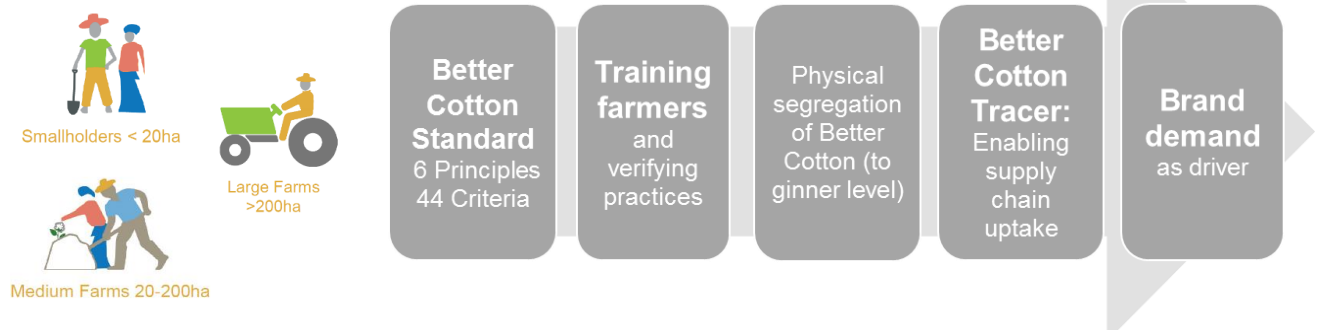 Smallholders < 20ha
Large Farms
>200ha
Medium Farms 20-200ha
Better
Cotton
Standard
6 Principles
44 Criteria
Training
farmers
and
verifying
practices
Physical
segregation
of Better
Cotton (to
ginner level)
Better
Cotton
Tracer:
Enabling
supply
chain
uptake
Brand
demand
as driver